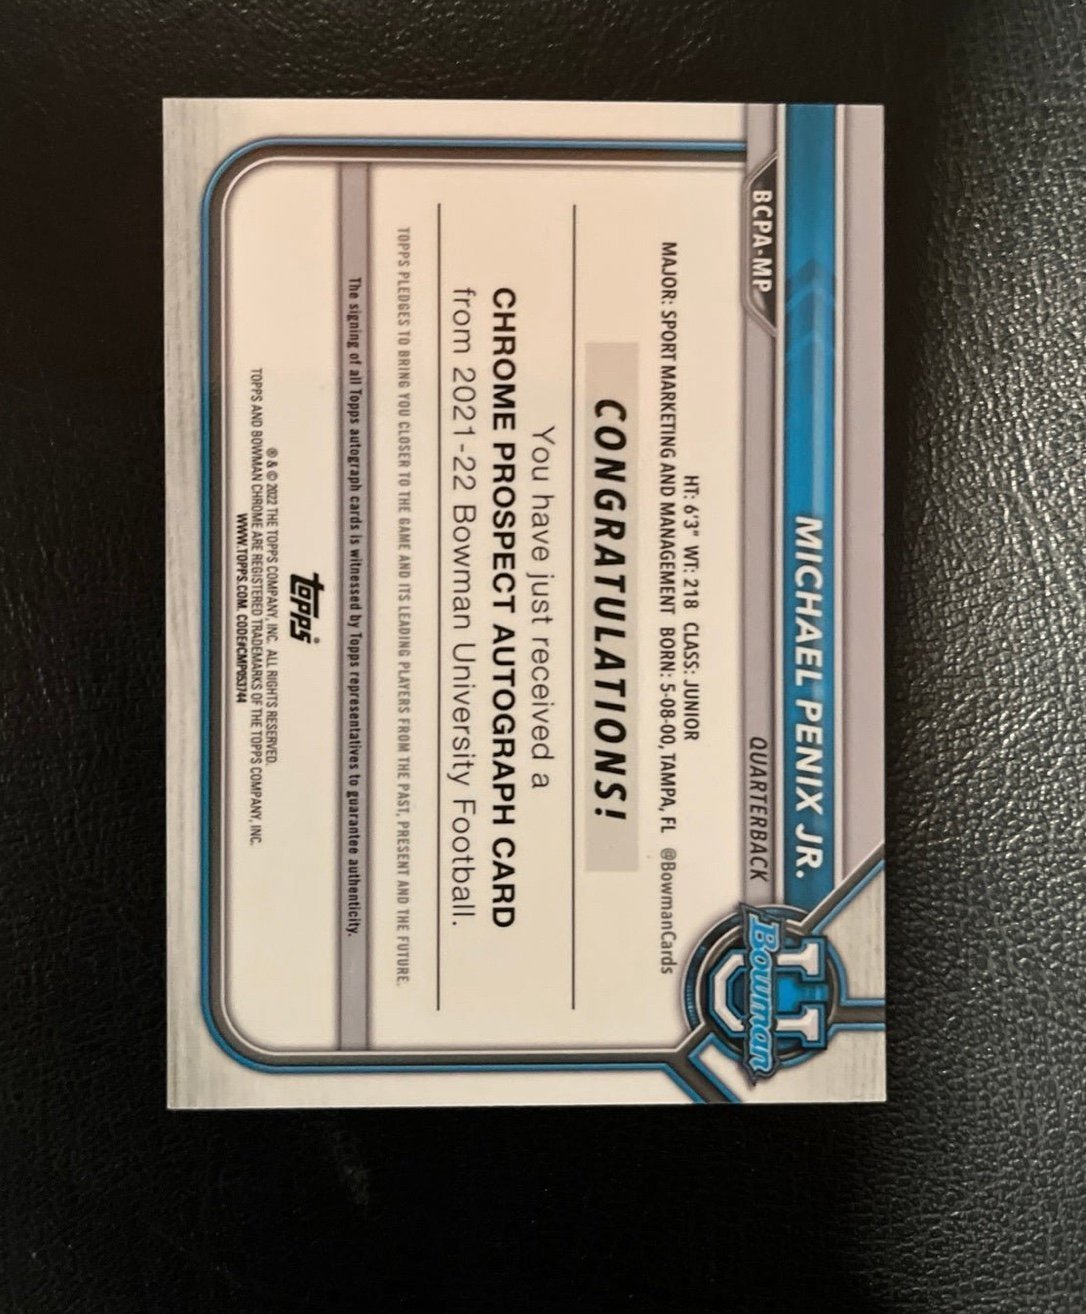 MICHAEL PENIX JR.
BCPA-MP
QUARTERBACK
U
Bowman
HT: 6'3" WT: 218 CLASS: JUNIOR
MAJOR: SPORT MARKETING AND MANAGEMENT BORN: 5-08-00, TAMPA, FL @BowmanCards
CONGRATULATIONS!
You have just received a
CHROME PROSPECT AUTOGRAPH CARD
from 2021-22 Bowman University Football.
TOPPS PLEDGES TO BRING YOU CLOSER TO THE GAME AND ITS LEADING PLAYERS FROM THE PAST, PRESENT AND THE FUTURE.
The signing of all Topps autograph cards is witnessed by Topps representatives to guarantee authenticity.
topps
® & © 2022 THE TOPPS COMPANY, INC. ALL RIGHTS RESERVED.
TOPPS AND BOWMAN CHROME ARE REGISTERED TRADEMARKS OF THE TOPPS COMPANY, INC.
WWW.TOPPS.COM. CODE#CMP053744